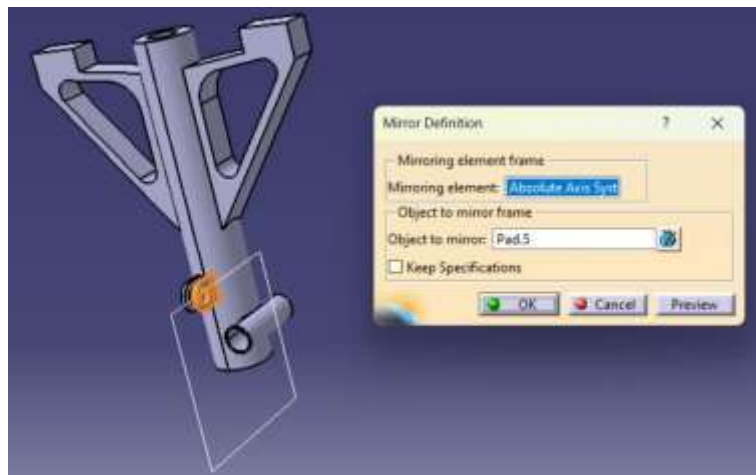 Mirror Definition ? ×
Mirroring element frame
Mirroring element: Absolute Axis Syst
Object to mirror frame
Object to mirror: Pad.5
Keep Specifications
OK Cancel Preview